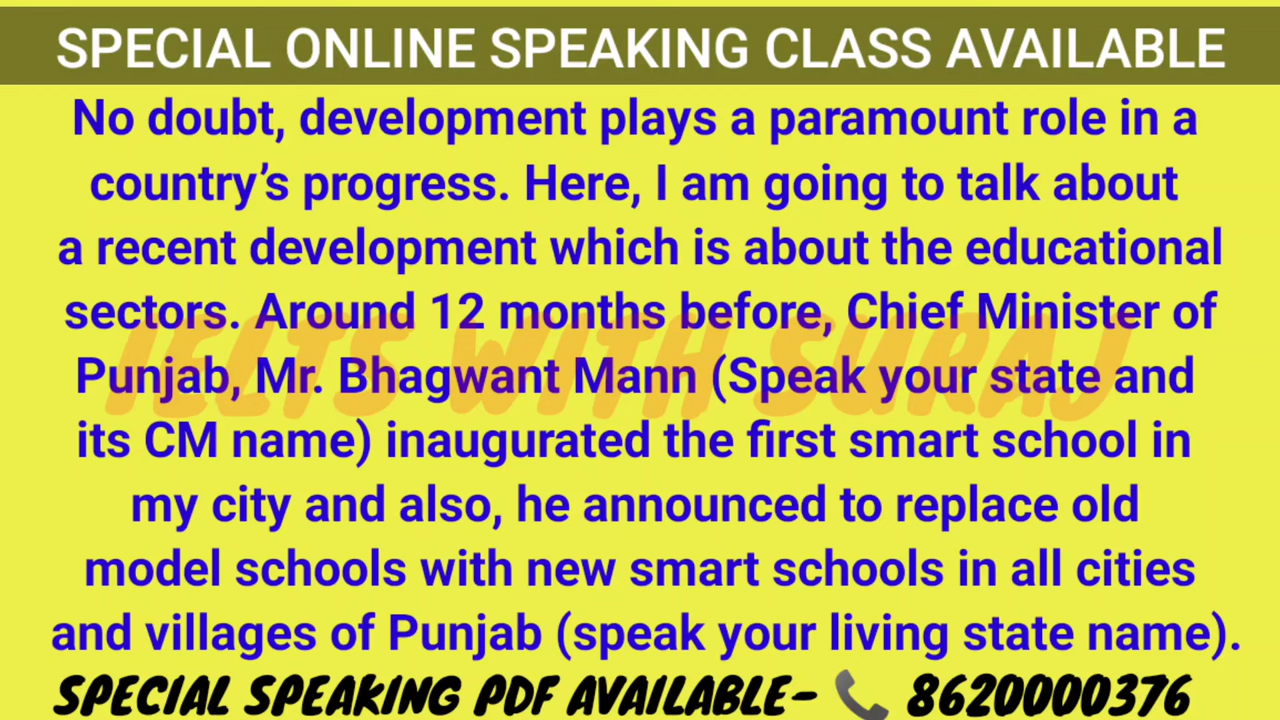 SPECIAL ONLINE SPEAKING CLASS AVAILABLE
No doubt, development plays a paramount role in a
country’s progress. Here, I am going to talk about
a recent development which is about the educational
sectors. Around 12 months before, Chief Minister of
Punjab, Mr. Bhagwant Mann (Speak your state and
its CM name) inaugurated the first smart school in
my city and also, he announced to replace old
model schools with new smart schools in all cities
and villages of Punjab (speak your living state name).
IELTS WITH SURAJ
SPECIAL SPEAKING PDF AVAILABLE- 📞 8620000376